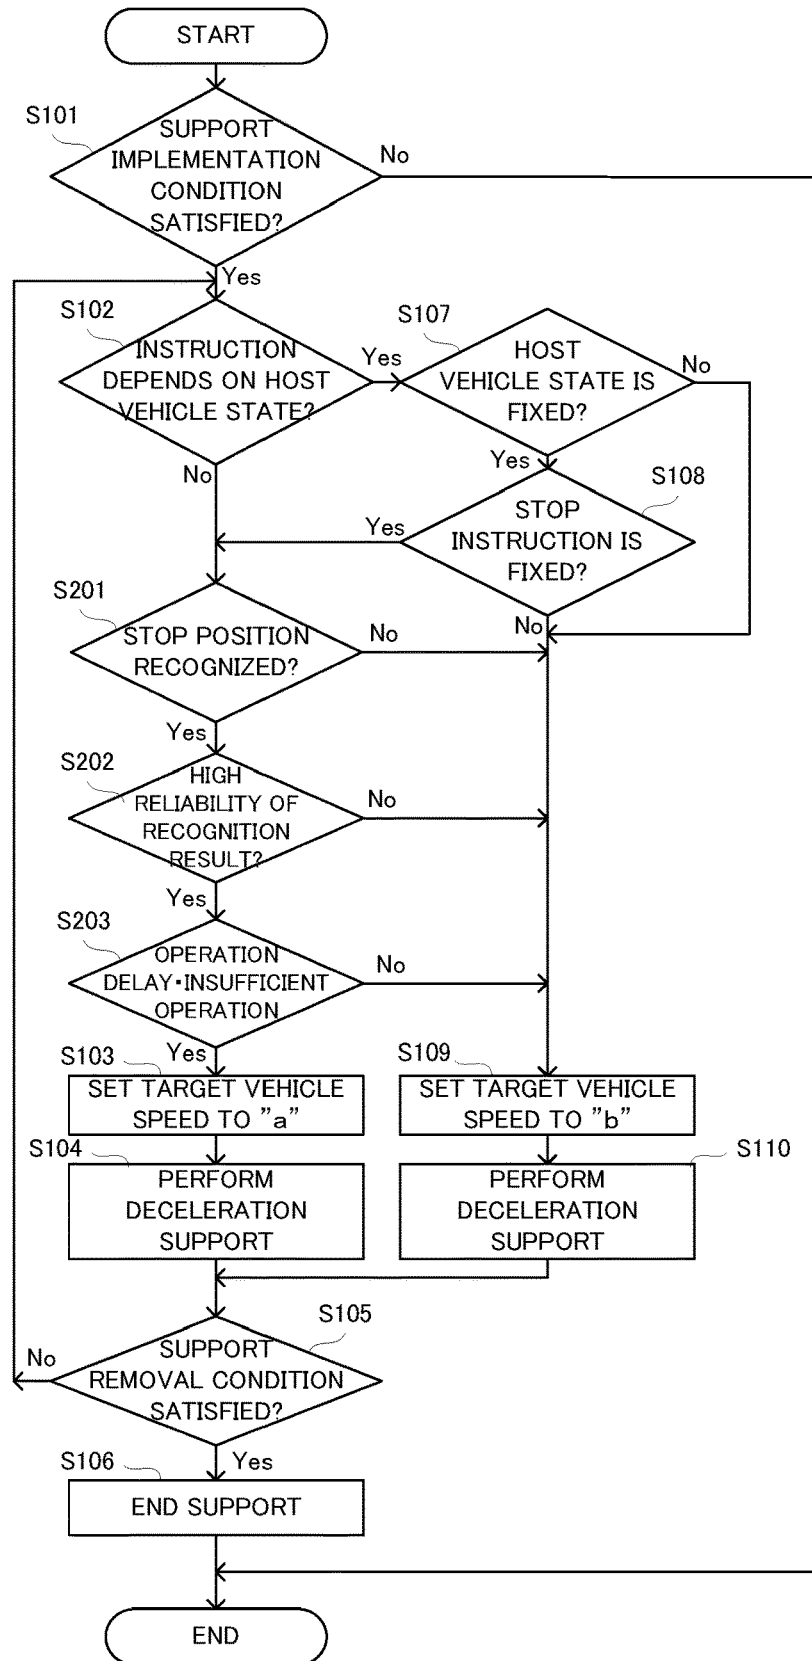 START
S101
SUPPORT
IMPLEMENTATION
CONDITION
SATISFIED?
No
Yes
S102
INSTRUCTION
DEPENDS ON HOST
VEHICLE STATE?
Yes
No
S107
HOST
VEHICLE STATE IS
FIXED?
No
Yes
S108
STOP
INSTRUCTION IS
FIXED?
Yes
No
S201
STOP POSITION
RECOGNIZED?
No
Yes
S202
HIGH
RELIABILITY OF
RECOGNITION
RESULT?
No
Yes
S203
OPERATION
DELAY・INSUFFICIENT
OPERATION
No
Yes
S103
SET TARGET VEHICLE
SPEED TO "a"
S109
SET TARGET VEHICLE
SPEED TO "b"
S104
PERFORM
DECELERATION
SUPPORT
S110
PERFORM
DECELERATION
SUPPORT
S105
SUPPORT
REMOVAL CONDITION
SATISFIED?
No
Yes
S106
END SUPPORT
END